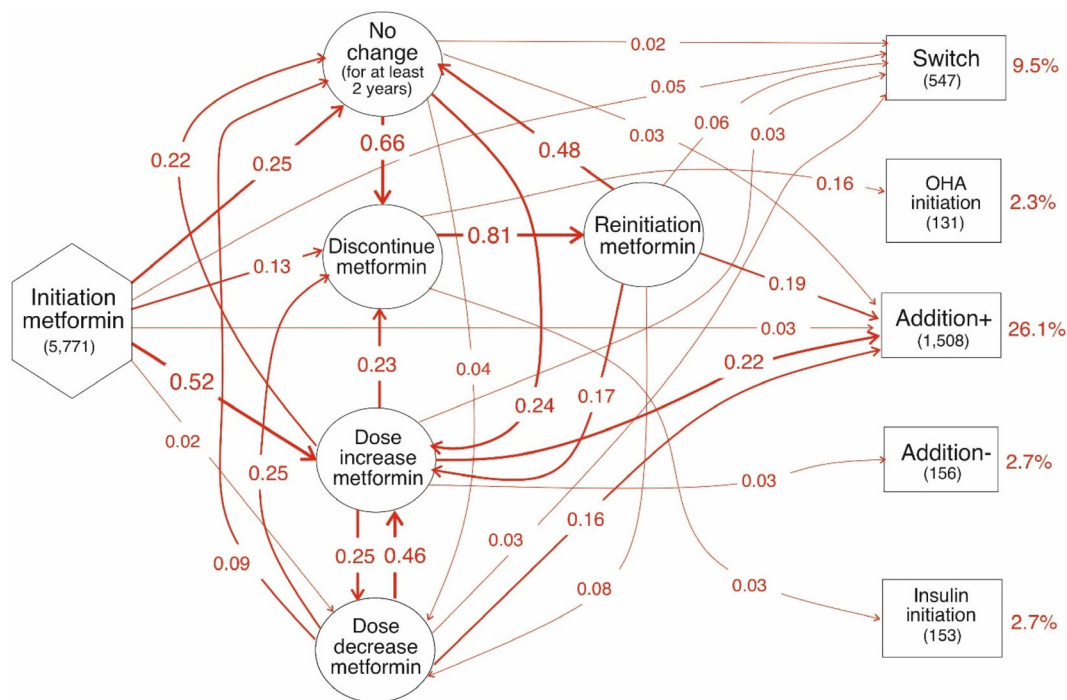 No
change
(for at least
2 years)
0.02
Switch
(547)
9.5%
0.05
0.03
0.06
0.03
0.22
0.25
0.66
0.48
0.16
OHA
initiation
(131)
2.3%
Discontinue
metformin
0.81
Reinitiation
metformin
0.13
0.19
Initiation
metformin
(5,771)
0.03
Addition+
(1,508)
26.1%
0.52
0.23
0.04
0.24
0.17
0.22
0.02
Dose
increase
metformin
0.25
0.03
Addition-
(156)
2.7%
0.16
0.09
0.25
0.46
0.03
0.08
0.03
Dose
decrease
metformin
Insulin
initiation
(153)
2.7%